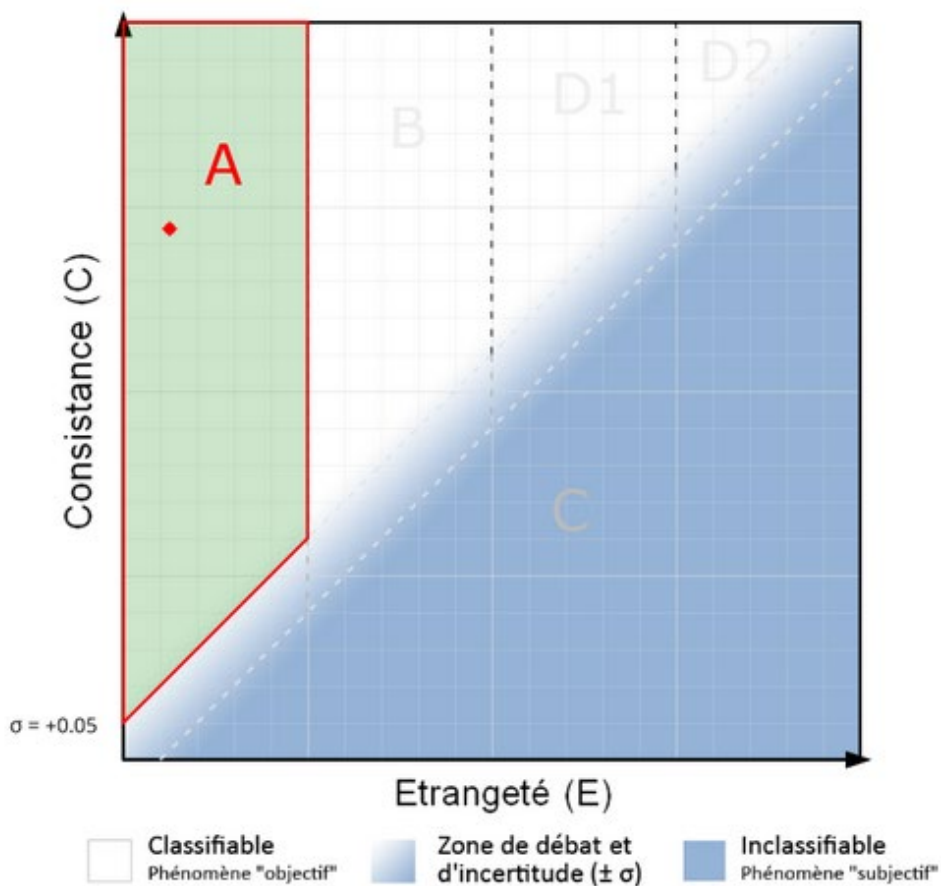 D2
D1
B
A
Consistance (C)
C
σ = +0.05
Etrangeté (E)
Classifiable
Phénomène "objectif"
Zone de débat et
d'incertitude (± σ)
Inclassifiable
Phénomène "subjectif"